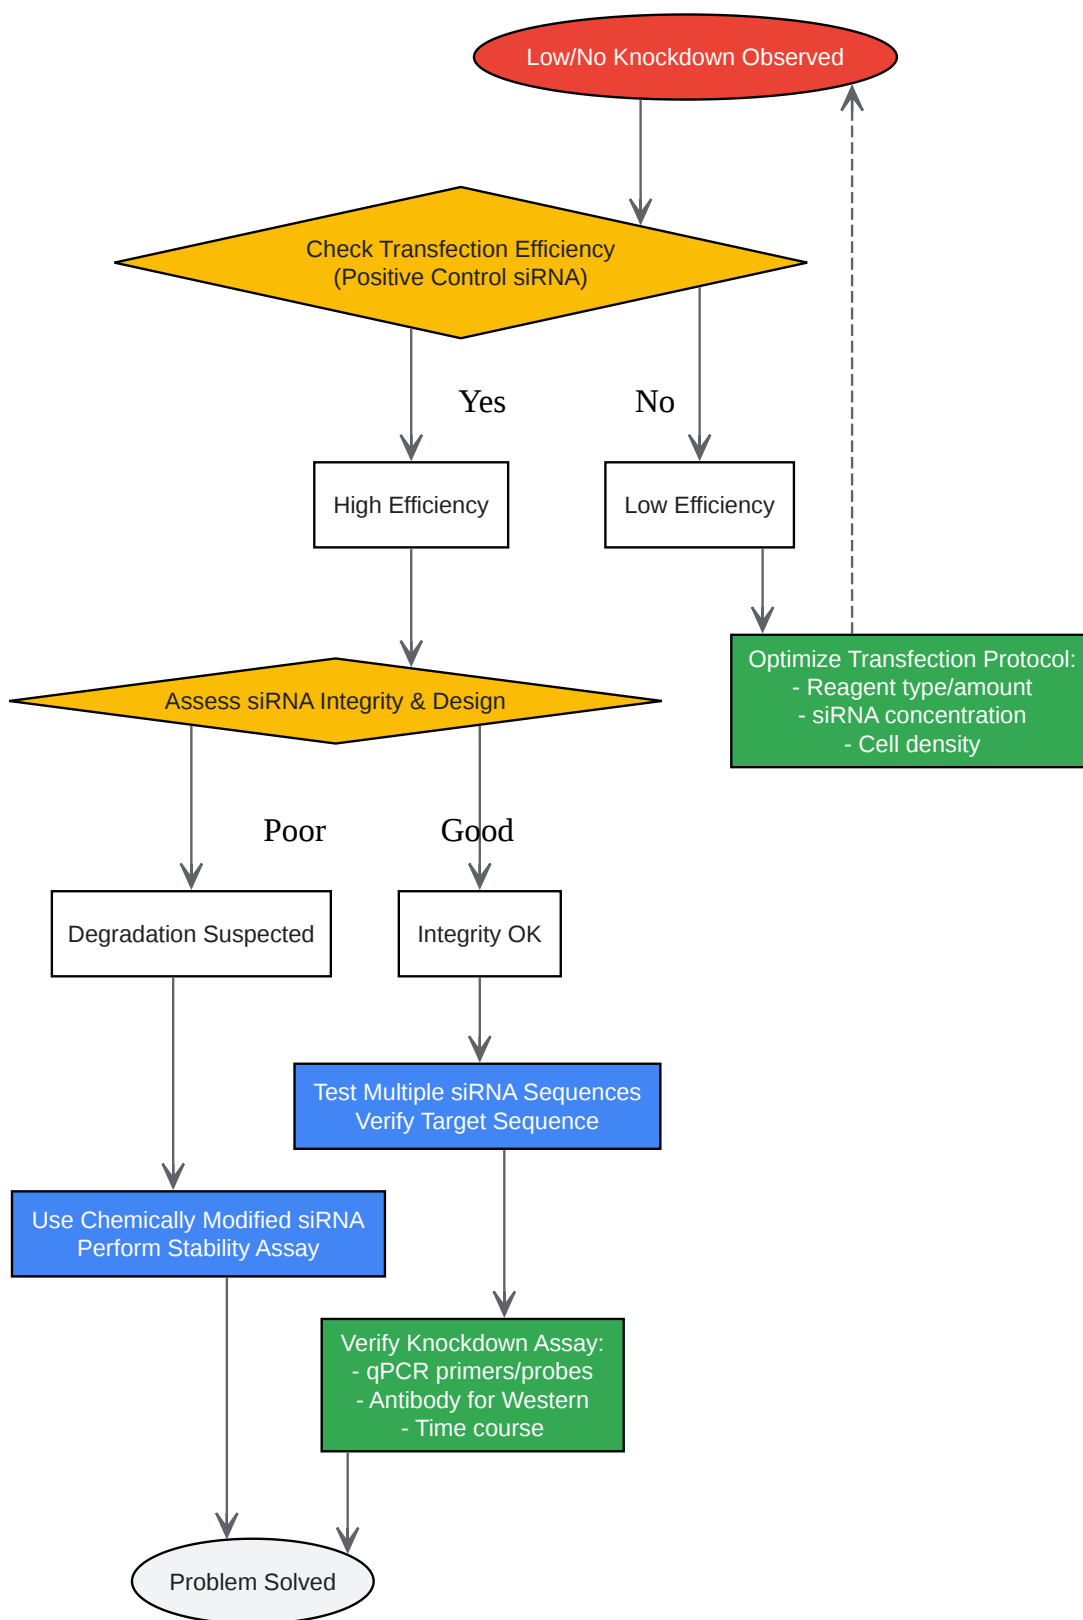 Low/No Knockdown Observed
Check Transfection Efficiency
(Positive Control siRNA)
Yes
No
High Efficiency
Low Efficiency
Optimize Transfection Protocol:
- Reagent type/amount
- siRNA concentration
- Cell density
Assess siRNA Integrity & Design
Poor
Good
Degradation Suspected
Integrity OK
Test Multiple siRNA Sequences
Verify Target Sequence
Use Chemically Modified siRNA
Perform Stability Assay
Verify Knockdown Assay:
- qPCR primers/probes
- Antibody for Western
- Time course
Problem Solved